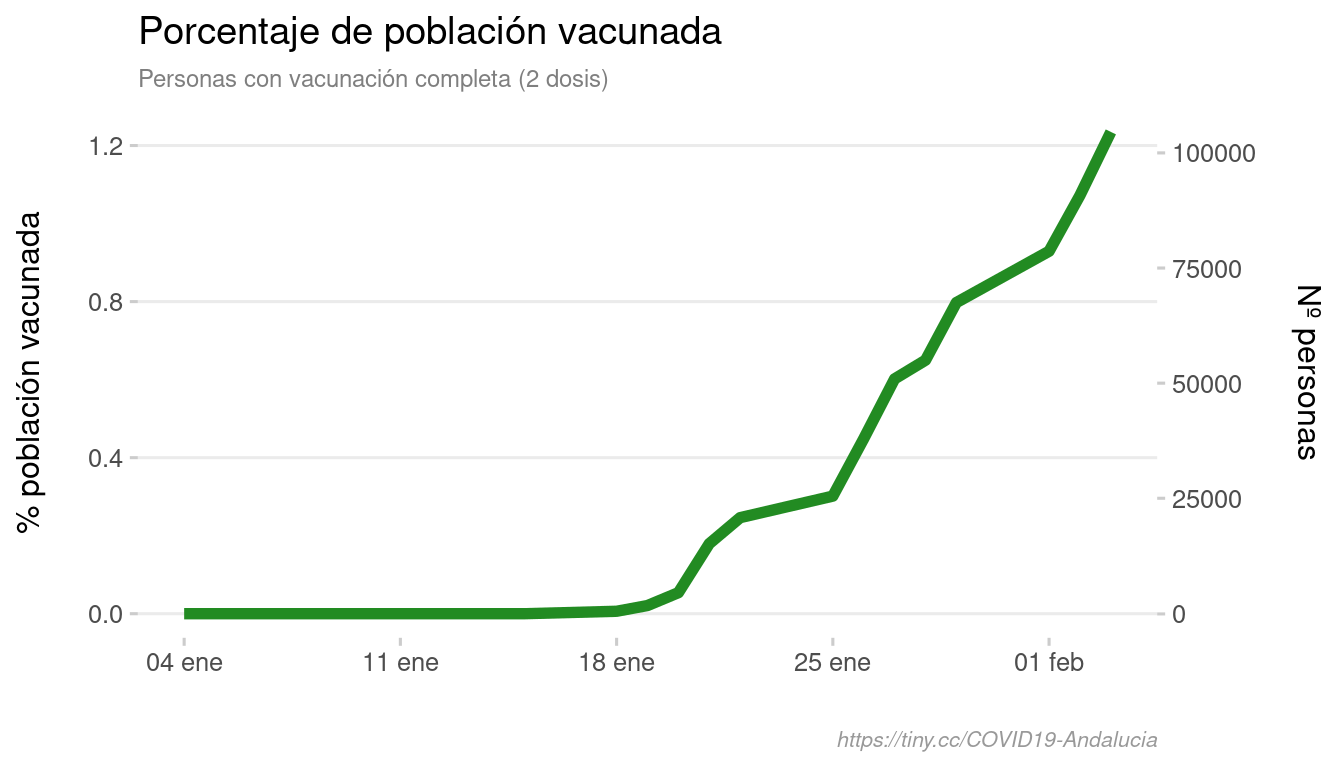 Porcentaje de población vacunada
Personas con vacunación completa (2 dosis)
% población vacunada
1.2
0.8
0.4
0.0
100000
75000
50000
25000
0
Nº personas
04 ene
11 ene
18 ene
25 ene
01 feb
https://tiny.cc/COVID19-Andalucia